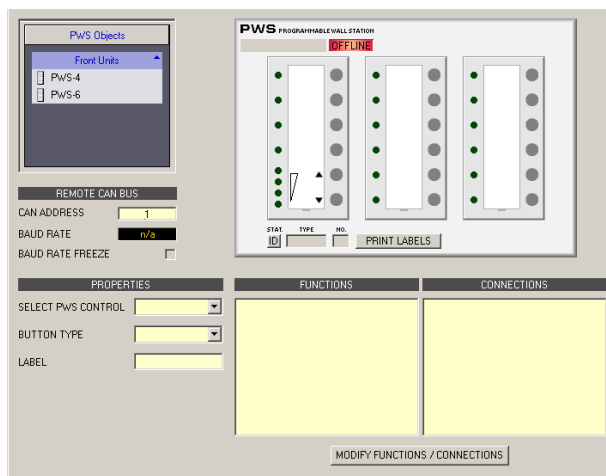 PWS Objects
Front Units
PWS-4
PWS-6
PWS PROGRAMMABLE WALL STATION
OFFLINE
STAT. TYPE NO.
ID PRINT LABELS
REMOTE CAN BUS
CAN ADDRESS 1
BAUD RATE n/a
BAUD RATE FREEZE
PROPERTIES
SELECT PWS CONTROL
BUTTON TYPE
LABEL
FUNCTIONS
CONNECTIONS
MODIFY FUNCTIONS / CONNECTIONS